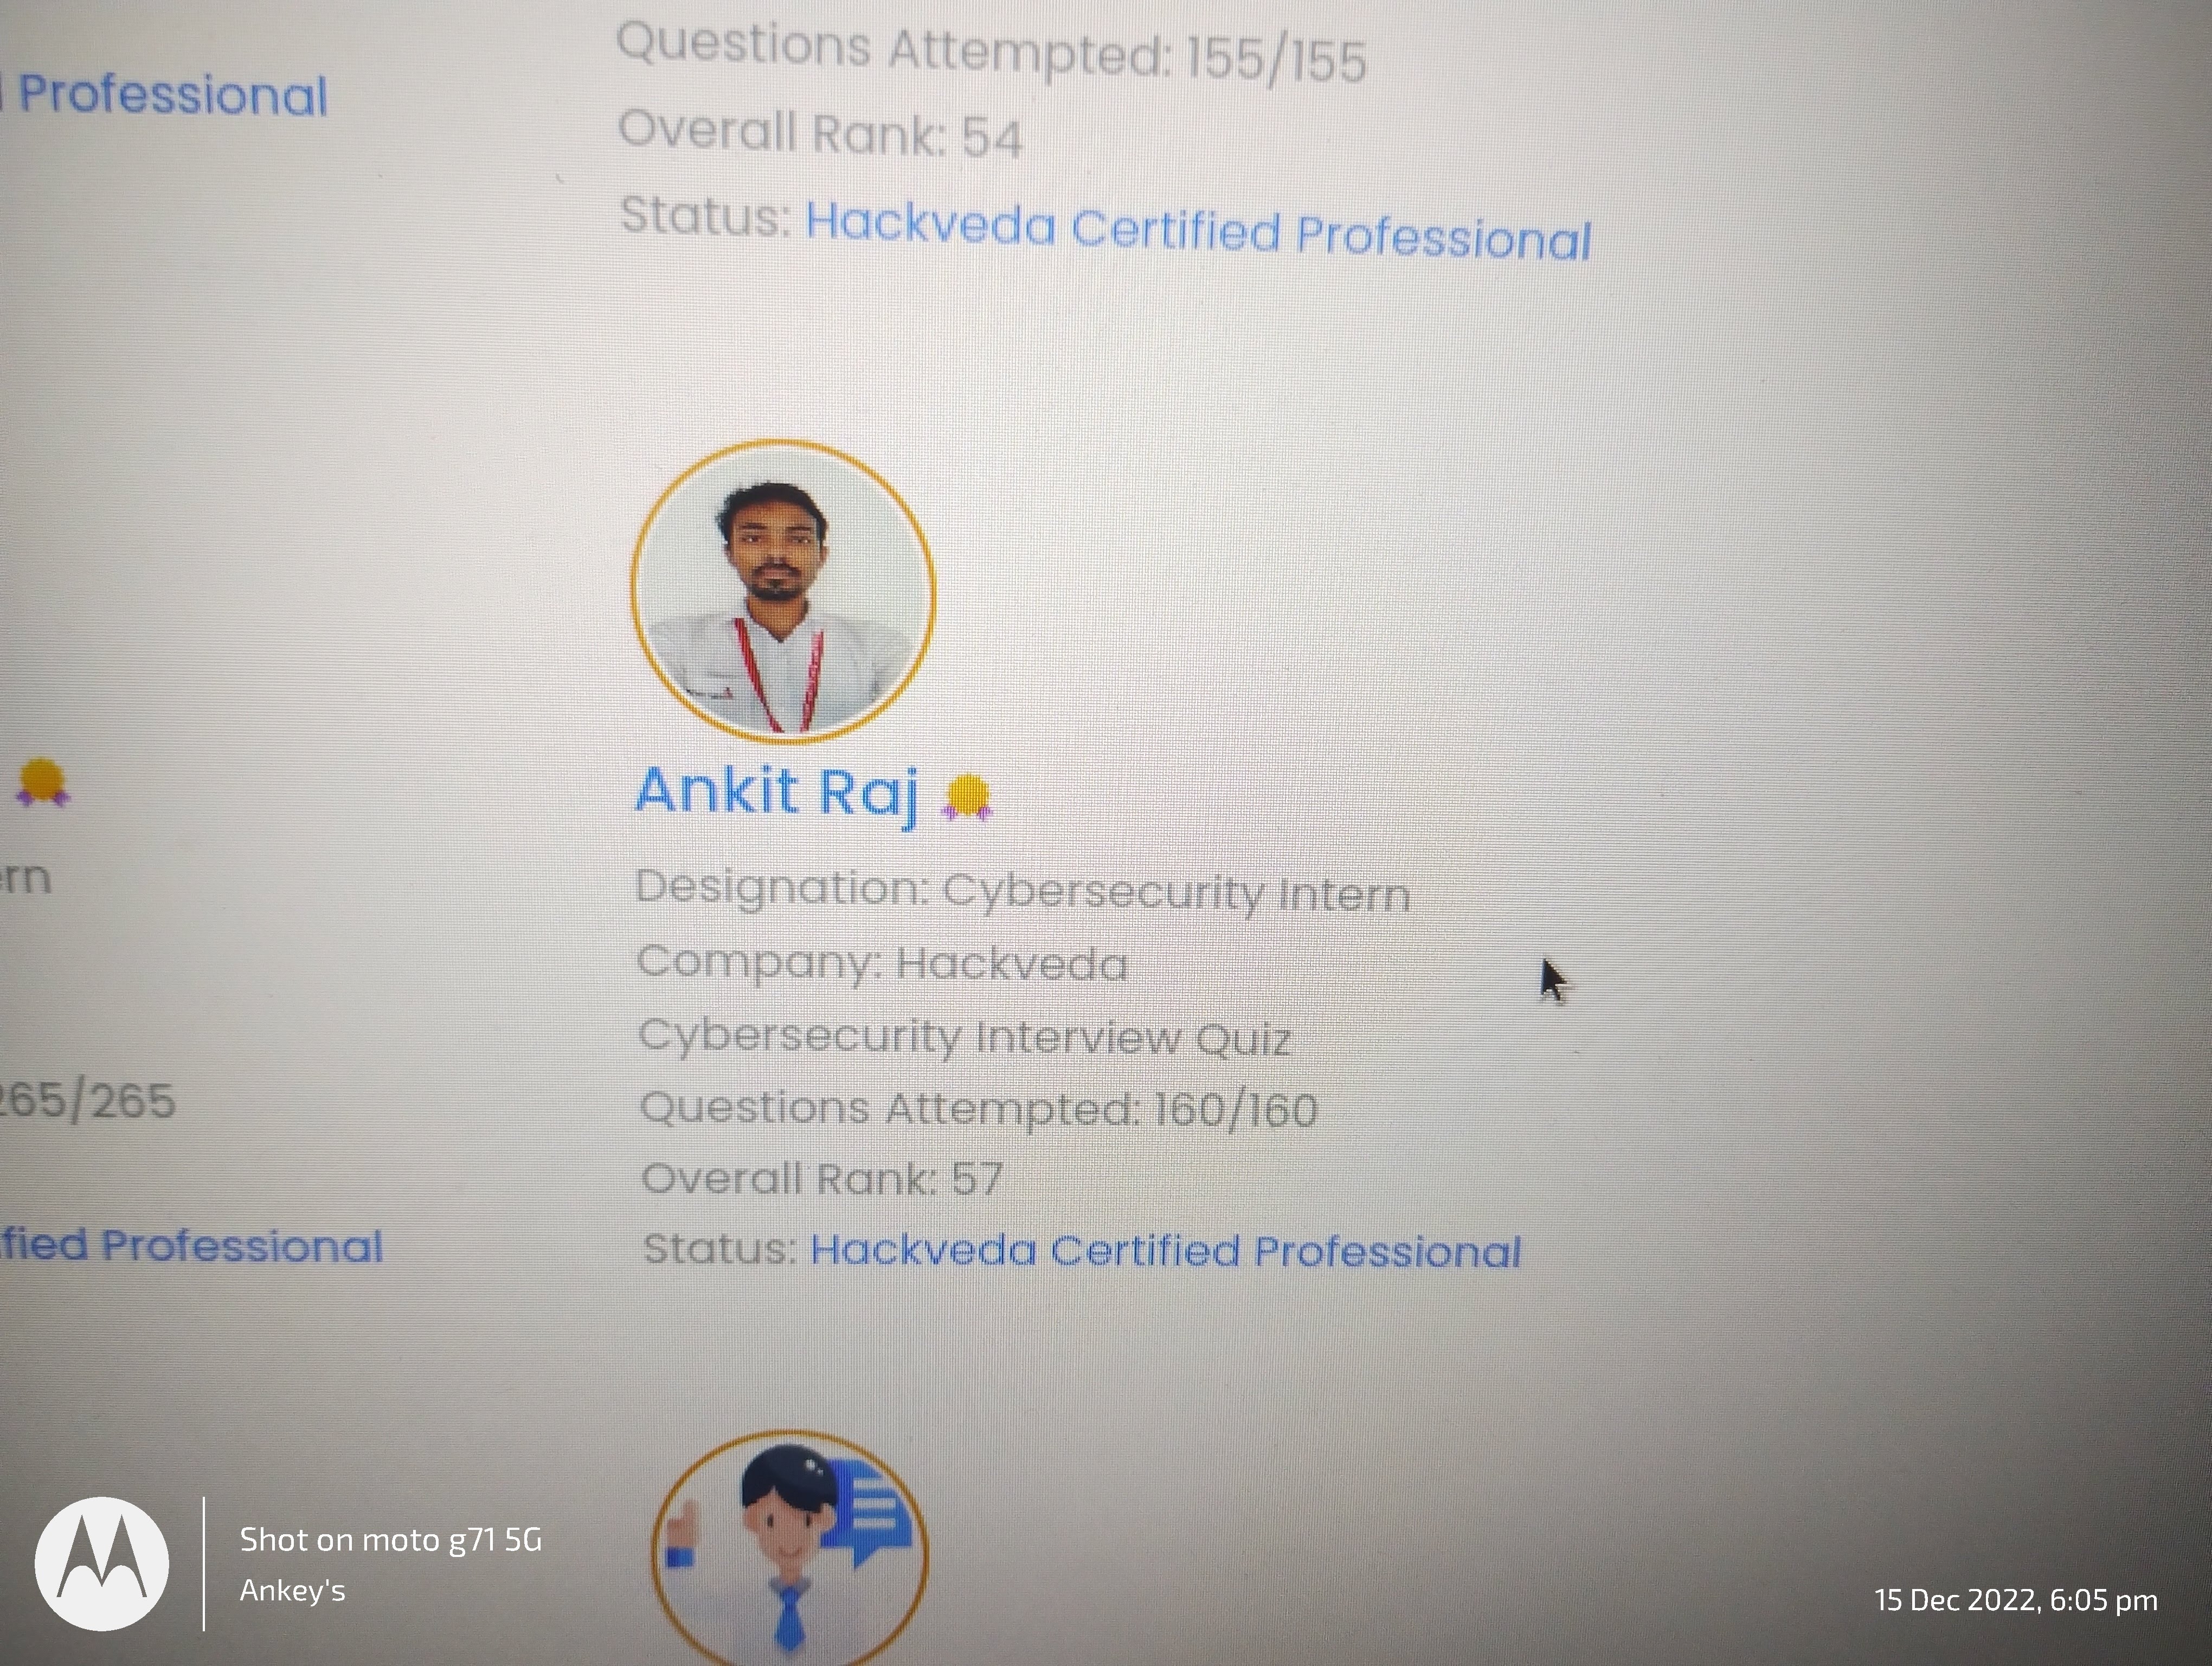 Professional
Questions Attempted: 155/155
Overall Rank: 54
Status: Hackveda Certified Professional
Ankit Raj
Designation: Cybersecurity Intern
Company: Hackveda
Cybersecurity Interview Quiz
Questions Attempted: 160/160
Overall Rank: 57
Status: Hackveda Certified Professional
ern
265/265
fied Professional
Shot on moto g71 5G
Ankey's
15 Dec 2022, 6:05 pm